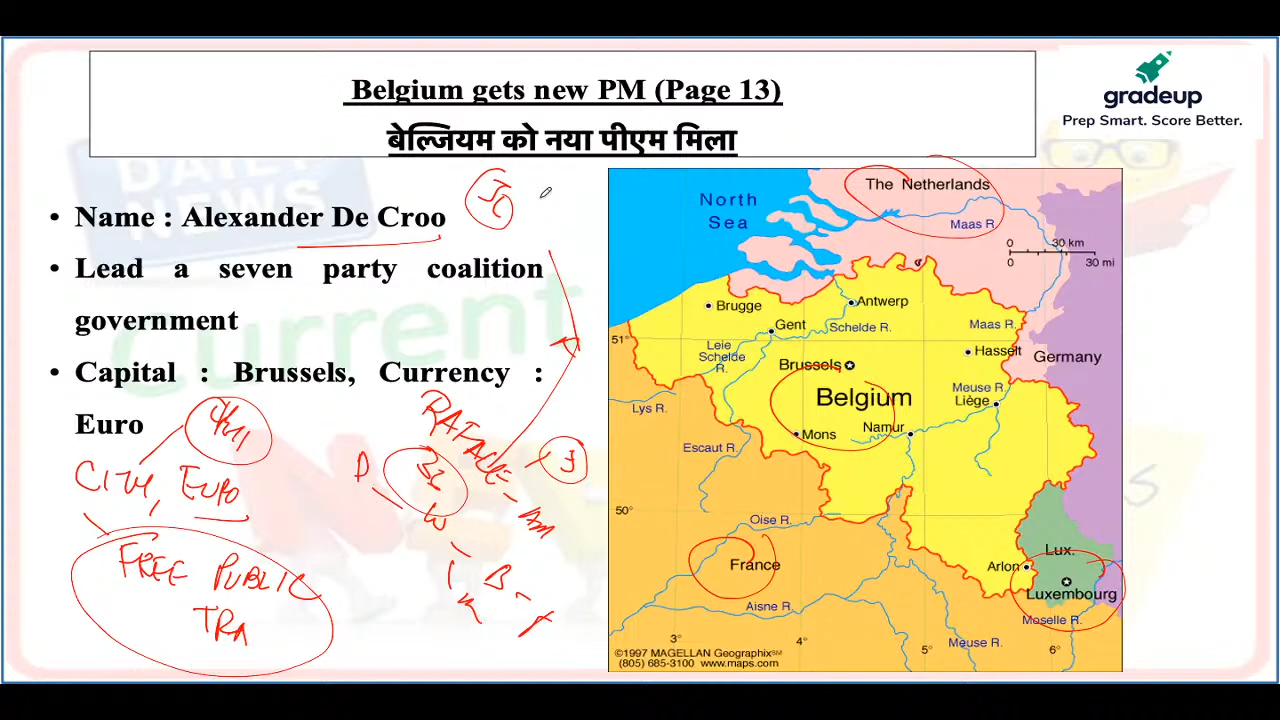 Belgium gets new PM (Page 13)
बेल्जियम को नया पीएम मिला
gradeup
Prep Smart. Score Better.
• Name : Alexander De Croo
• Lead a seven party coalition
government
• Capital : Brussels, Currency :
Euro
CITY, EURO
FREE PUBLIC
TRA
RAFALE
North
Sea
The Netherlands
Maas R.
0 30 km
0 30 mi
Brugge
Antwerp
Gent
Schelde R.
Maas R.
51°
Leie
Schelde
R.
Hasselt
Germany
Brussels
Belgium
Meuse R.
Liège
Lys R.
Mons
Namur
Escaut R.
50°
Oise R.
Lux.
France
Arlon
Luxembourg
Aisne R.
Moselle R.
3°
4°
Meuse R.
5°
6°
©1997 MAGELLAN Geographix℠
(805) 685-3100 www.maps.com